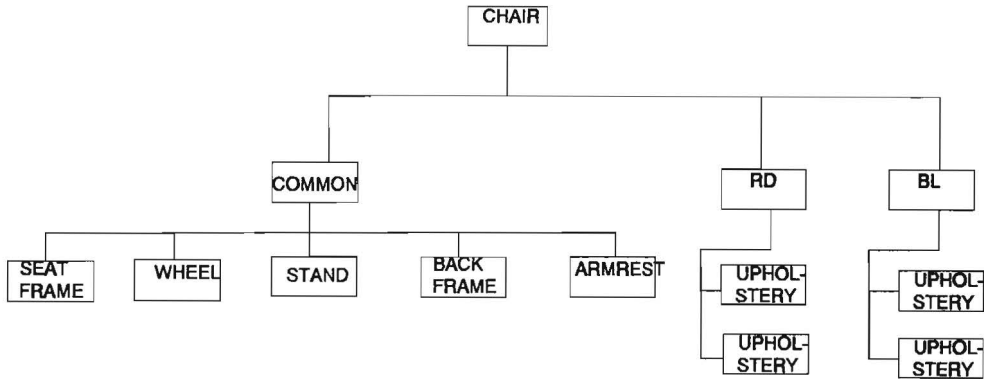 CHAIR
COMMON
RD
BL
SEAT
FRAME
WHEEL
STAND
BACK
FRAME
ARMREST
UPHOL-
STERY
UPHOL-
STERY
UPHOL-
STERY
UPHOL-
STERY